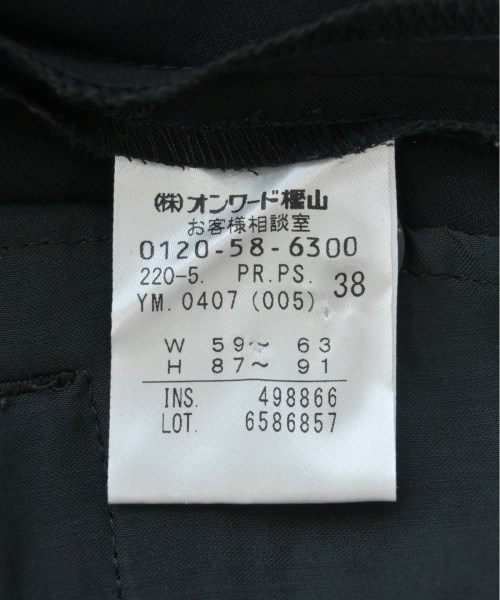 (株)オンワード樫山
お客様相談室
0120-58-6300
220-5. PR.PS. 38
YM. 0407 (005)
W 59〜 63
H 87〜 91
INS. 498866
LOT. 6586857